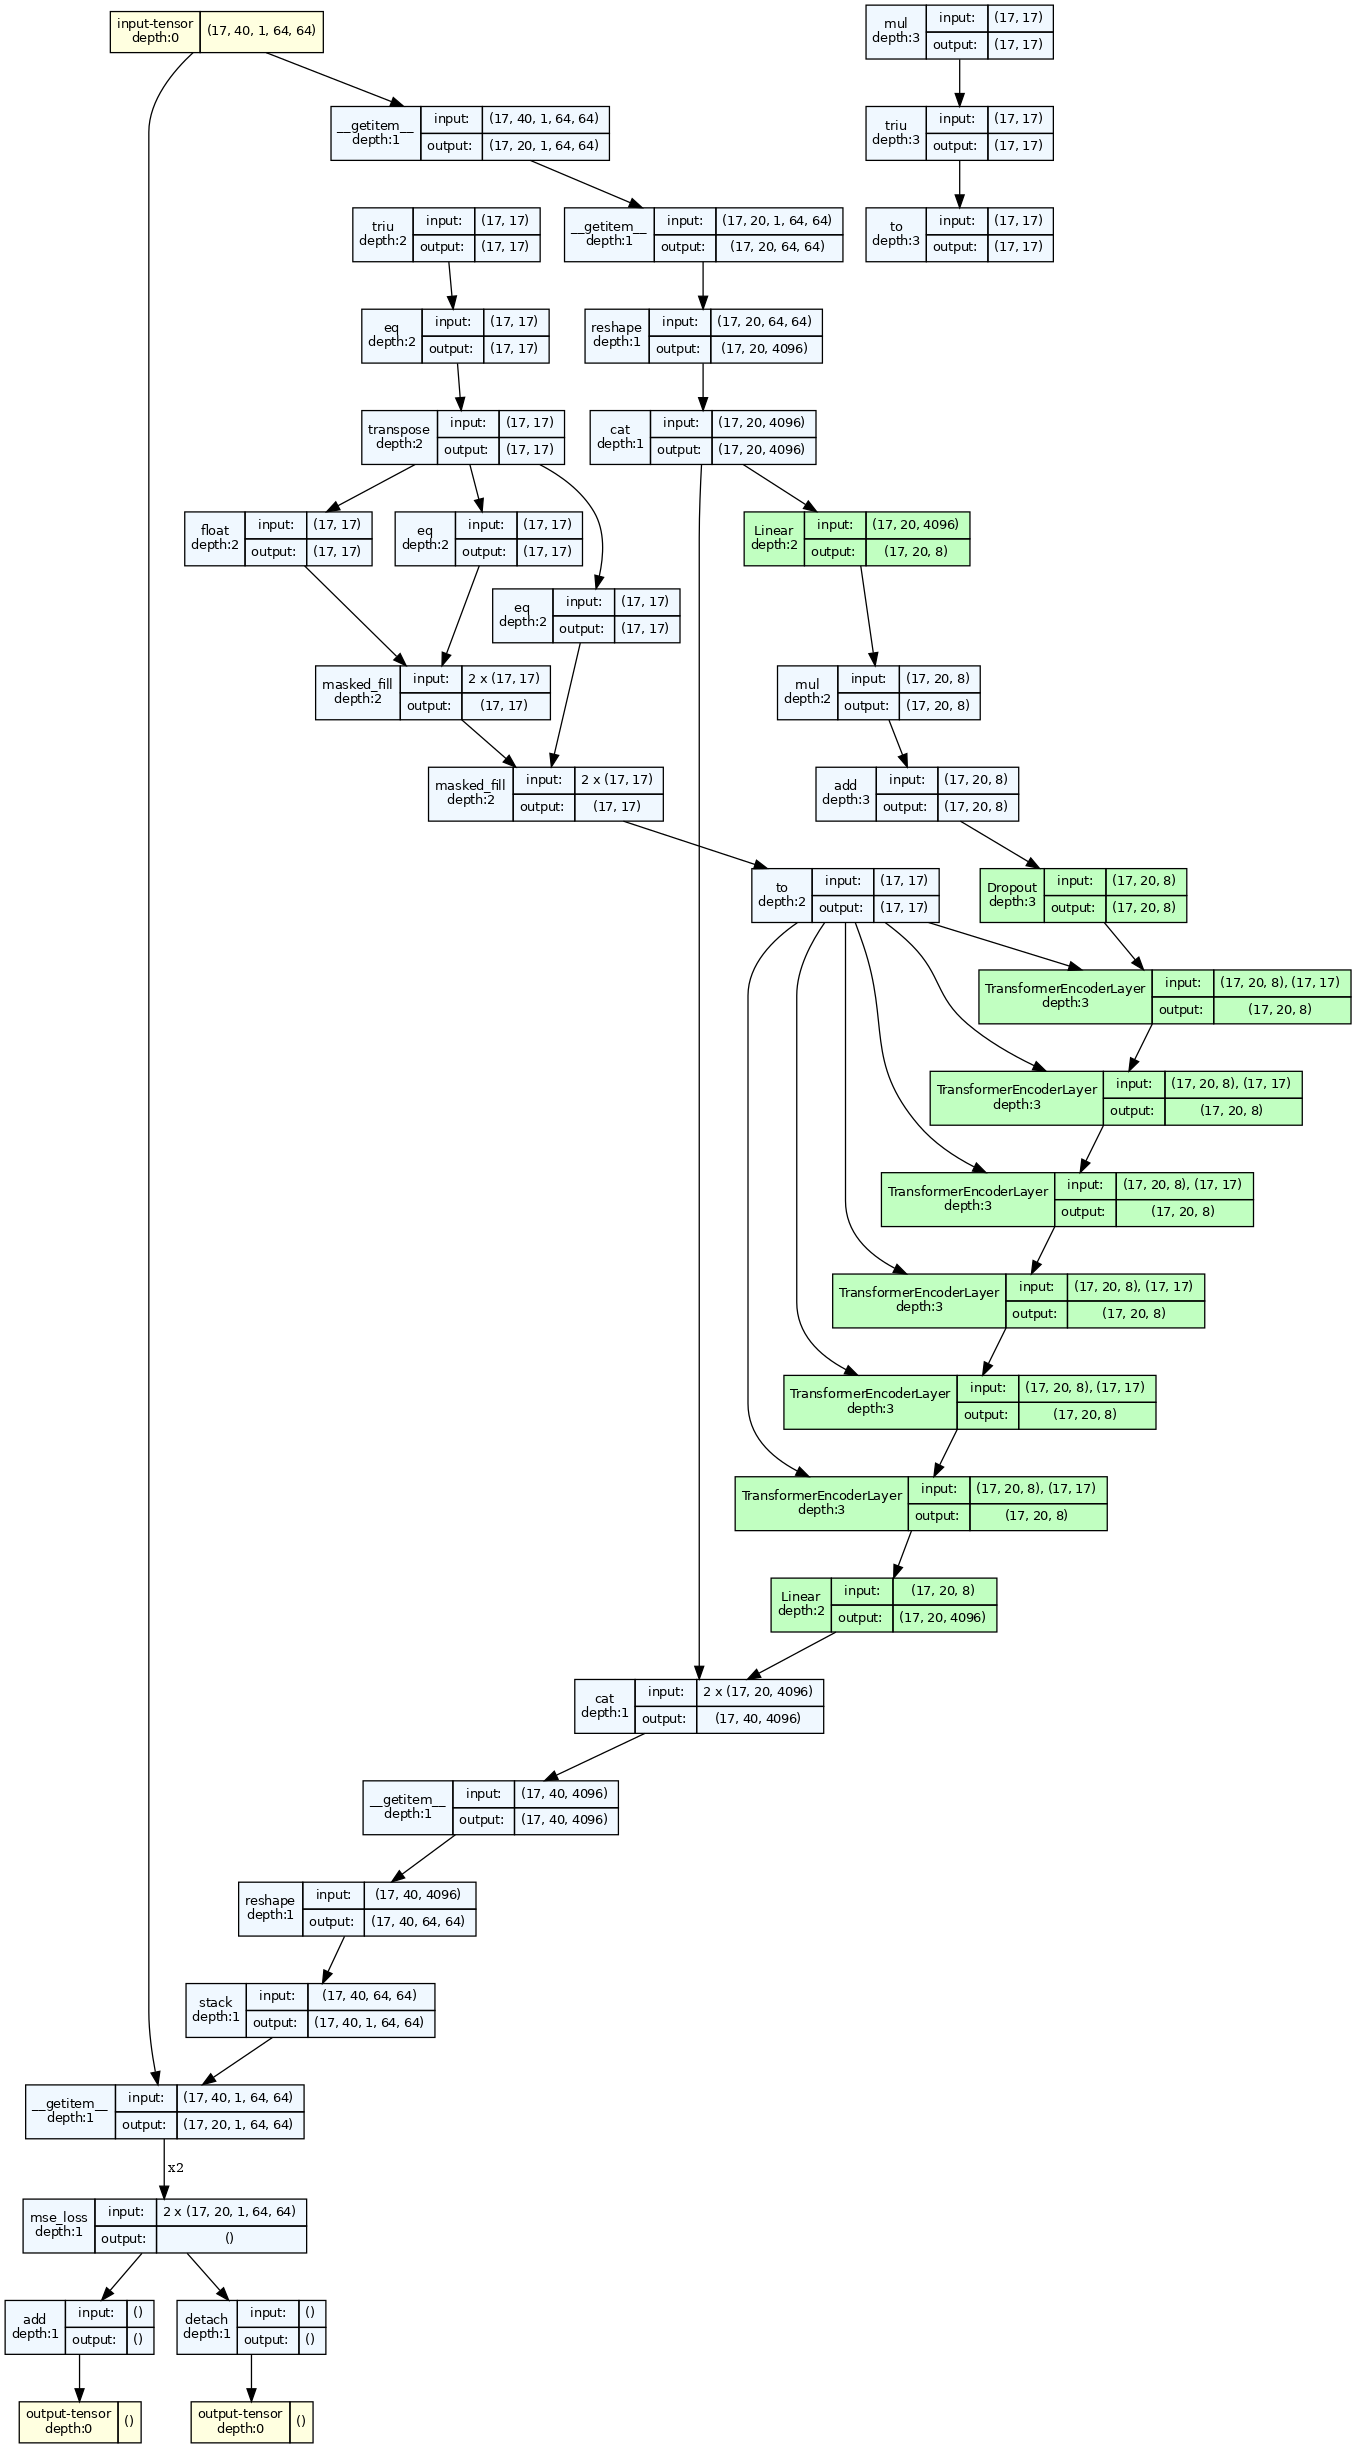 input-tensor
depth:0
(17, 40, 1, 64, 64)
mul
depth:3
input:
(17, 17)
output:
(17, 17)
__getitem__
depth:1
input:
(17, 40, 1, 64, 64)
output:
(17, 20, 1, 64, 64)
triu
depth:3
input:
(17, 17)
output:
(17, 17)
triu
depth:2
input:
(17, 17)
output:
(17, 17)
__getitem__
depth:1
input:
(17, 20, 1, 64, 64)
output:
(17, 20, 64, 64)
to
depth:3
input:
(17, 17)
output:
(17, 17)
eq
depth:2
input:
(17, 17)
output:
(17, 17)
reshape
depth:1
input:
(17, 20, 64, 64)
output:
(17, 20, 4096)
transpose
depth:2
input:
(17, 17)
output:
(17, 17)
cat
depth:1
input:
(17, 20, 4096)
output:
(17, 20, 4096)
float
depth:2
input:
(17, 17)
output:
(17, 17)
eq
depth:2
input:
(17, 17)
output:
(17, 17)
Linear
depth:2
input:
(17, 20, 4096)
output:
(17, 20, 8)
eq
depth:2
input:
(17, 17)
output:
(17, 17)
masked_fill
depth:2
input:
2 x (17, 17)
output:
(17, 17)
mul
depth:2
input:
(17, 20, 8)
output:
(17, 20, 8)
masked_fill
depth:2
input:
2 x (17, 17)
output:
(17, 17)
add
depth:3
input:
(17, 20, 8)
output:
(17, 20, 8)
to
depth:2
input:
(17, 17)
output:
(17, 17)
Dropout
depth:3
input:
(17, 20, 8)
output:
(17, 20, 8)
TransformerEncoderLayer
depth:3
input:
(17, 20, 8), (17, 17)
output:
(17, 20, 8)
TransformerEncoderLayer
depth:3
input:
(17, 20, 8), (17, 17)
output:
(17, 20, 8)
TransformerEncoderLayer
depth:3
input:
(17, 20, 8), (17, 17)
output:
(17, 20, 8)
TransformerEncoderLayer
depth:3
input:
(17, 20, 8), (17, 17)
output:
(17, 20, 8)
TransformerEncoderLayer
depth:3
input:
(17, 20, 8), (17, 17)
output:
(17, 20, 8)
TransformerEncoderLayer
depth:3
input:
(17, 20, 8), (17, 17)
output:
(17, 20, 8)
Linear
depth:2
input:
(17, 20, 8)
output:
(17, 20, 4096)
cat
depth:1
input:
2 x (17, 20, 4096)
output:
(17, 40, 4096)
__getitem__
depth:1
input:
(17, 40, 4096)
output:
(17, 40, 4096)
reshape
depth:1
input:
(17, 40, 4096)
output:
(17, 40, 64, 64)
stack
depth:1
input:
(17, 40, 64, 64)
output:
(17, 40, 1, 64, 64)
__getitem__
depth:1
input:
(17, 40, 1, 64, 64)
output:
(17, 20, 1, 64, 64)
x2
mse_loss
depth:1
input:
2 x (17, 20, 1, 64, 64)
output:
()
add
depth:1
input:
()
output:
()
detach
depth:1
input:
()
output:
()
output-tensor
depth:0
()
output-tensor
depth:0
()